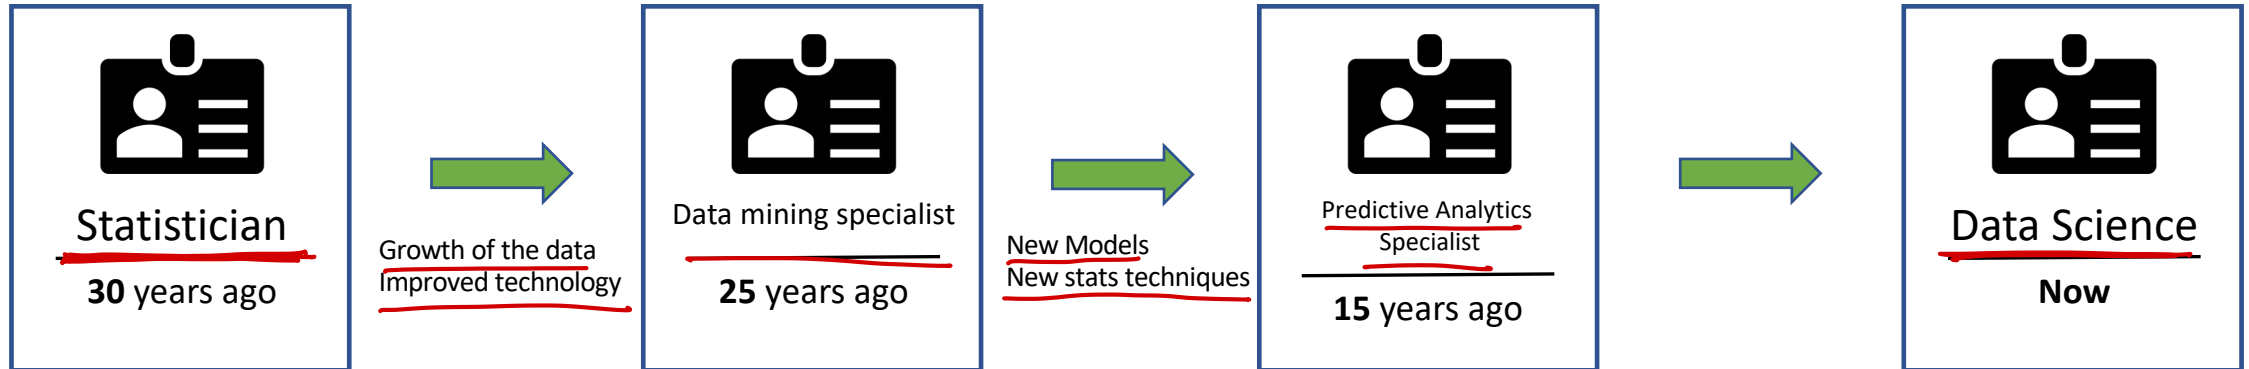 Statistician
30 years ago
Growth of the data
Improved technology
Data mining specialist
25 years ago
New Models
New stats techniques
Predictive Analytics
Specialist
15 years ago
Data Science
Now